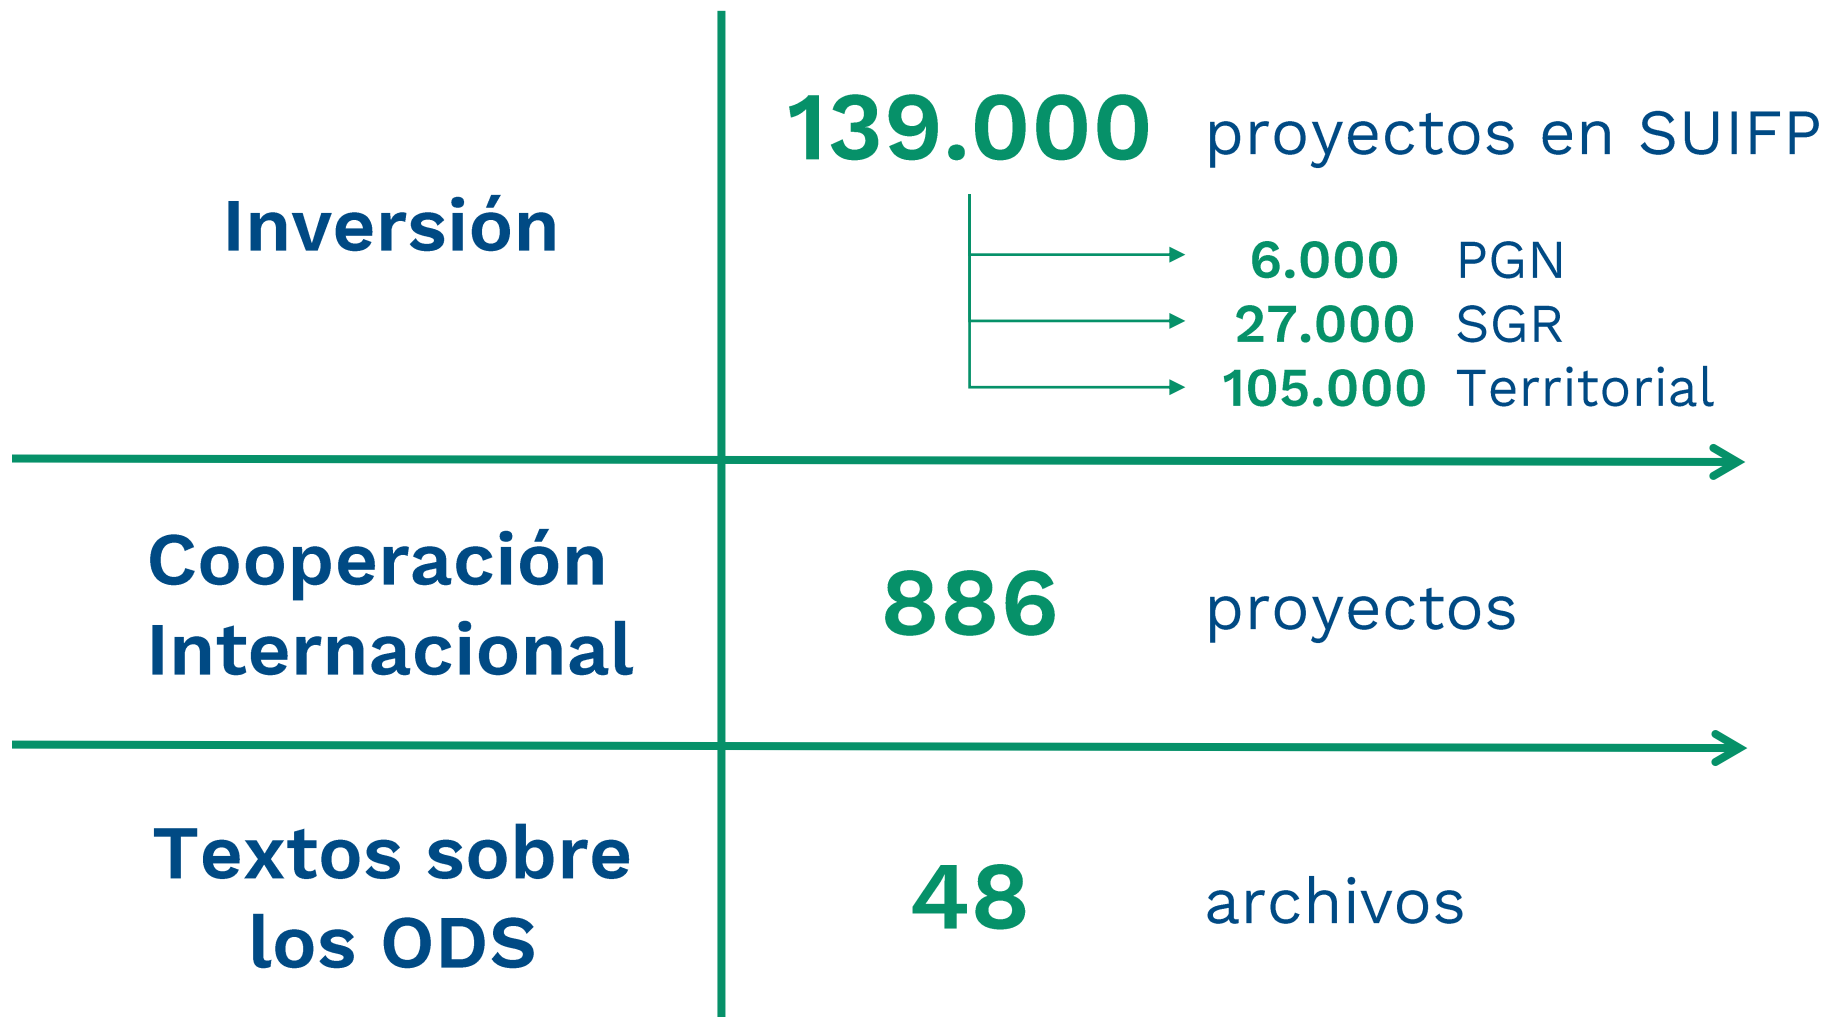 Inversión
139.000 proyectos en SUIFP
6.000 PGN
27.000 SGR
105.000 Territorial
Cooperación
Internacional
886 proyectos
Textos sobre
los ODS
48 archivos